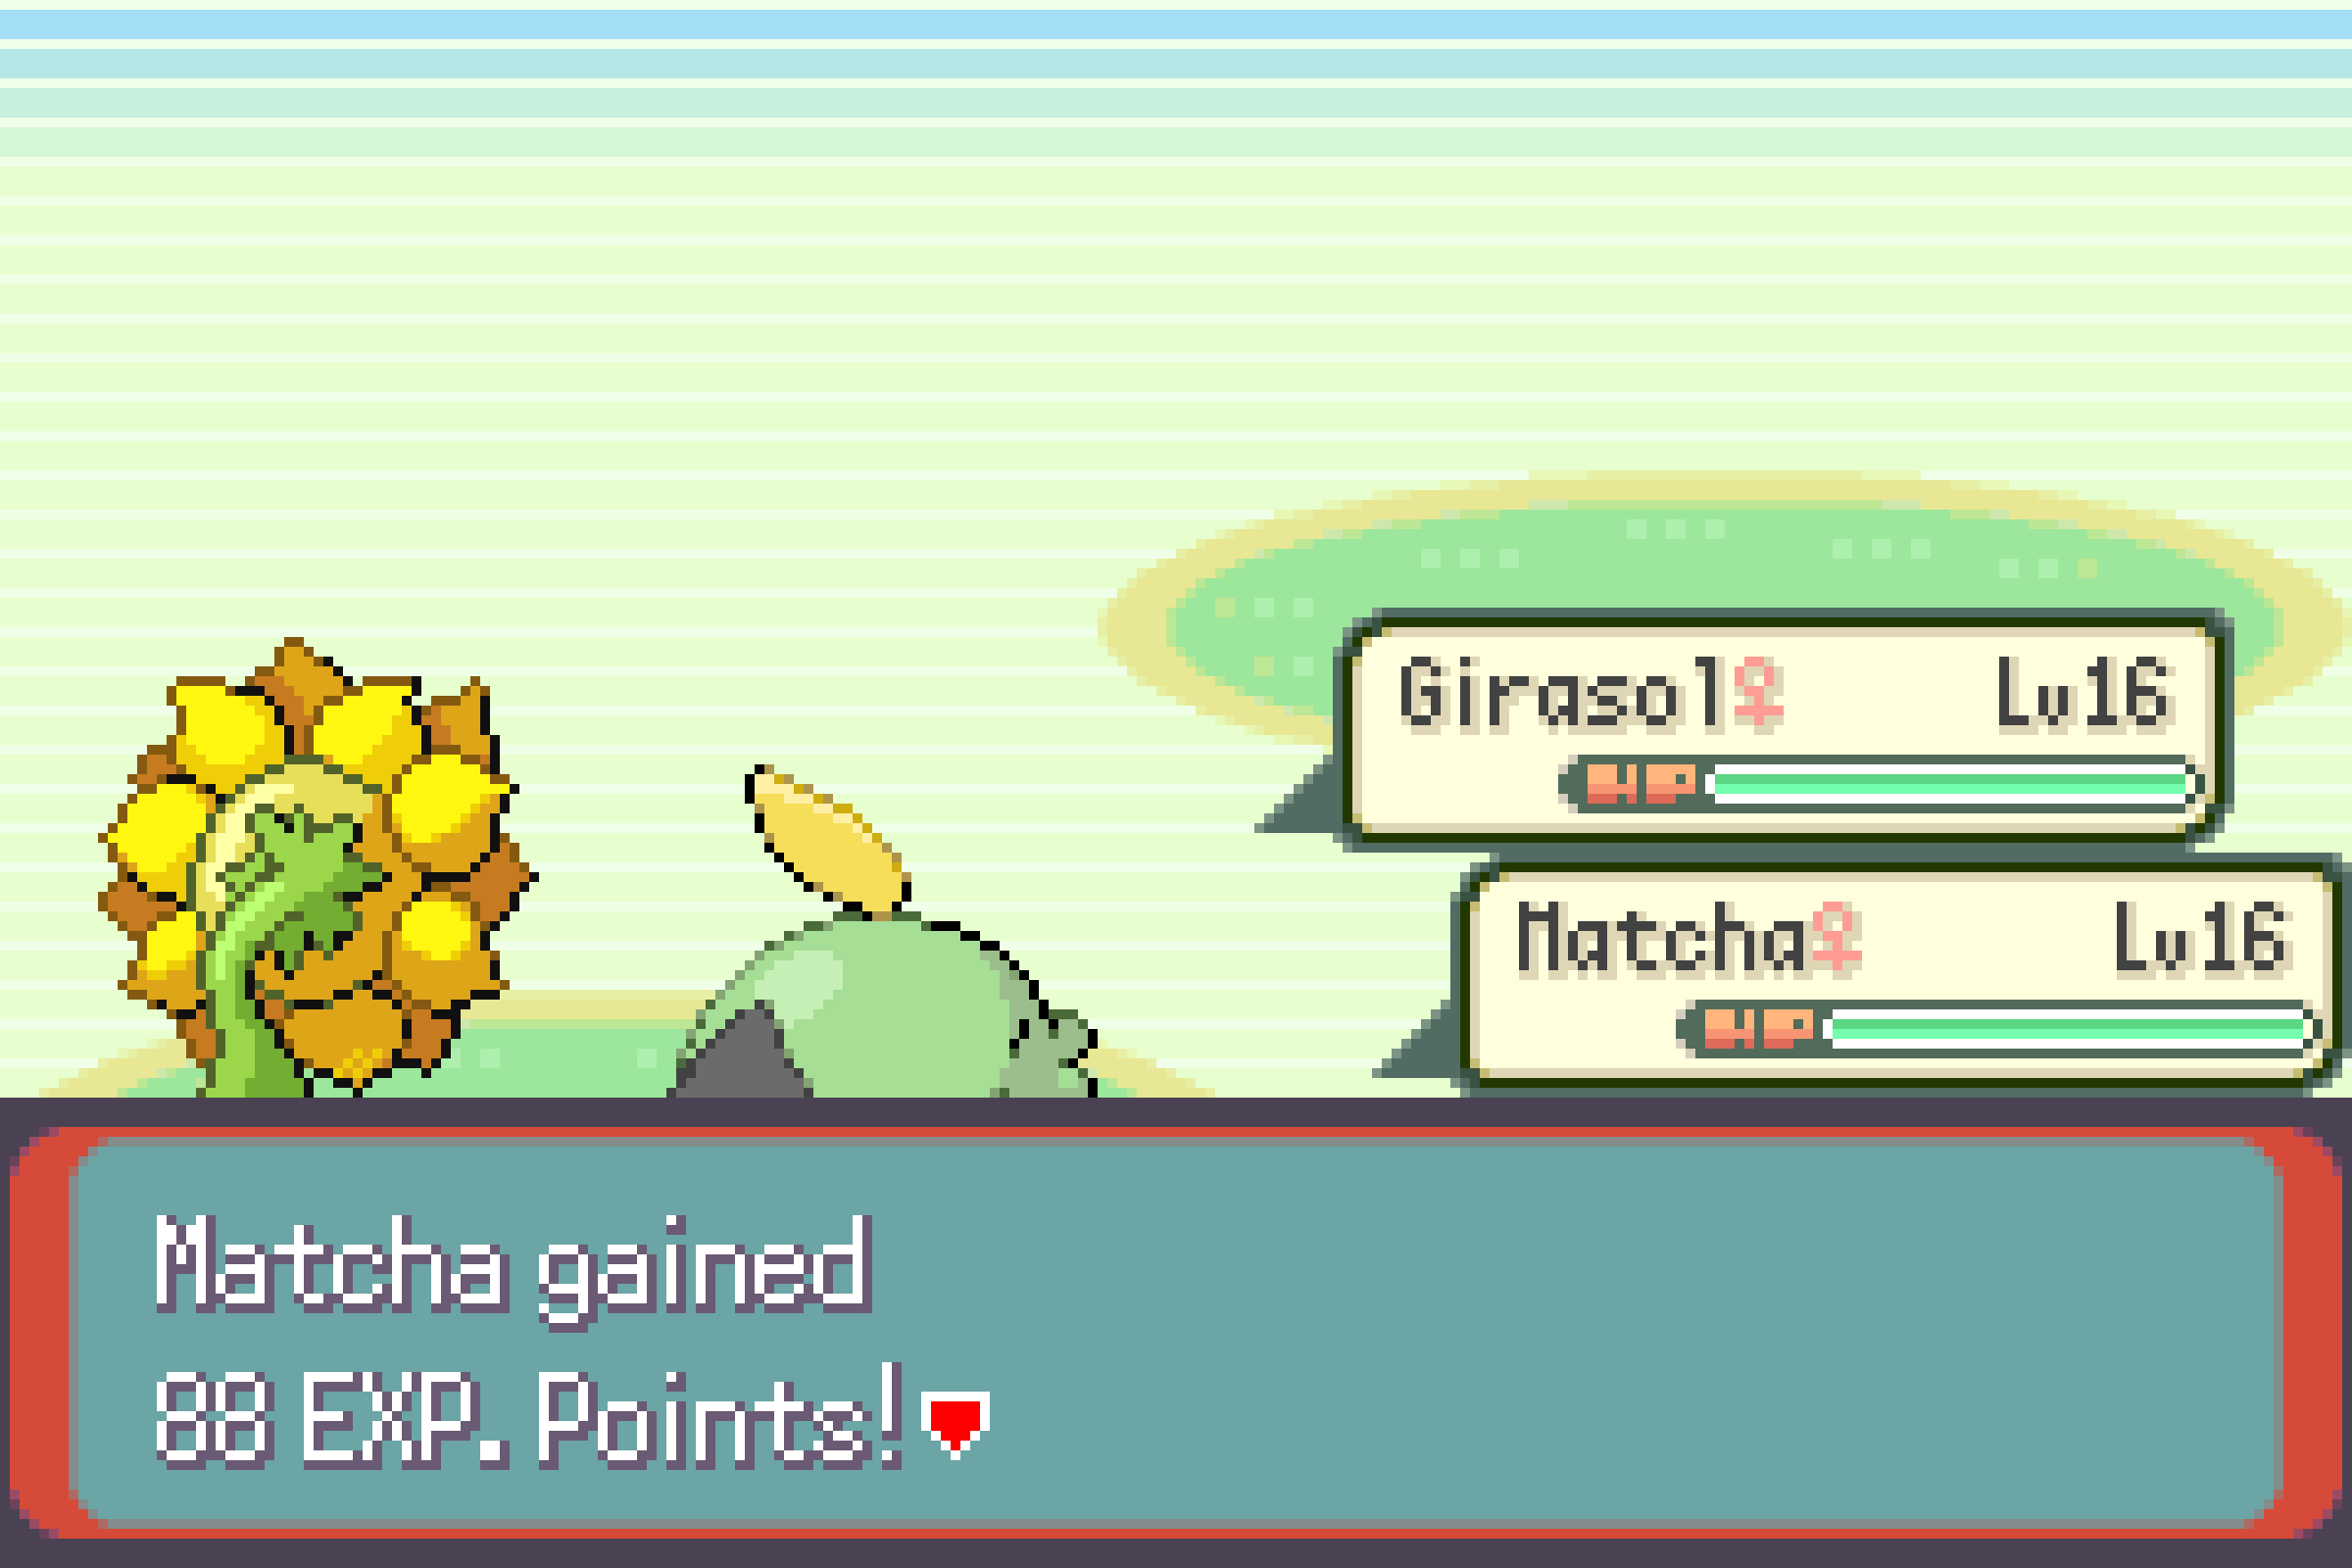 Girasol♀ Lv16
HP
Matcha♀ Lv16
HP
Matcha gained
88 EXP. Points!